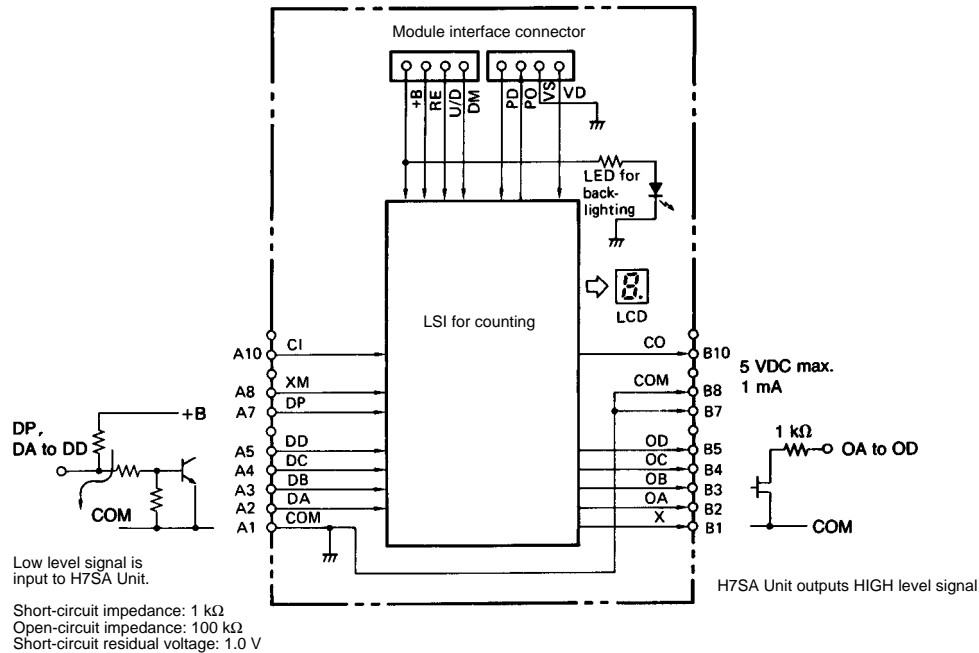 Module interface connector
+B
RE
U/D
DM
PD
PO
VS
VD
LED for
back-
lighting
8.
LCD
LSI for counting
A10 CI
CO B10
5 VDC max.
1 mA
A8 XM
COM B8
A7 DP
B7
+B
DP,
DA to DD
COM
A5 DD
OD B5
A4 DC
OC B4
A3 DB
OB B3
A2 DA
OA B2
A1 COM
X B1
1 kΩ
OA to OD
COM
Low level signal is
input to H7SA Unit.
H7SA Unit outputs HIGH level signal
Short-circuit impedance: 1 kΩ
Open-circuit impedance: 100 kΩ
Short-circuit residual voltage: 1.0 V